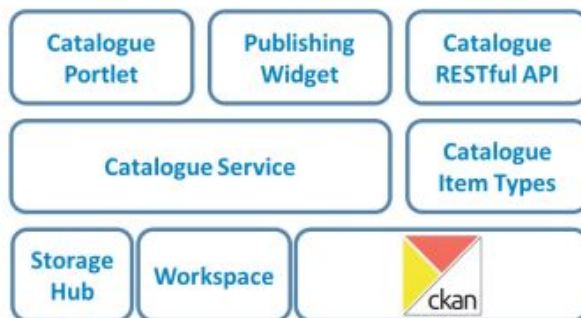 Catalogue
Portlet
Publishing
Widget
Catalogue
RESTful API
Catalogue Service
Catalogue
Item Types
Storage
Hub
Workspace
ckan